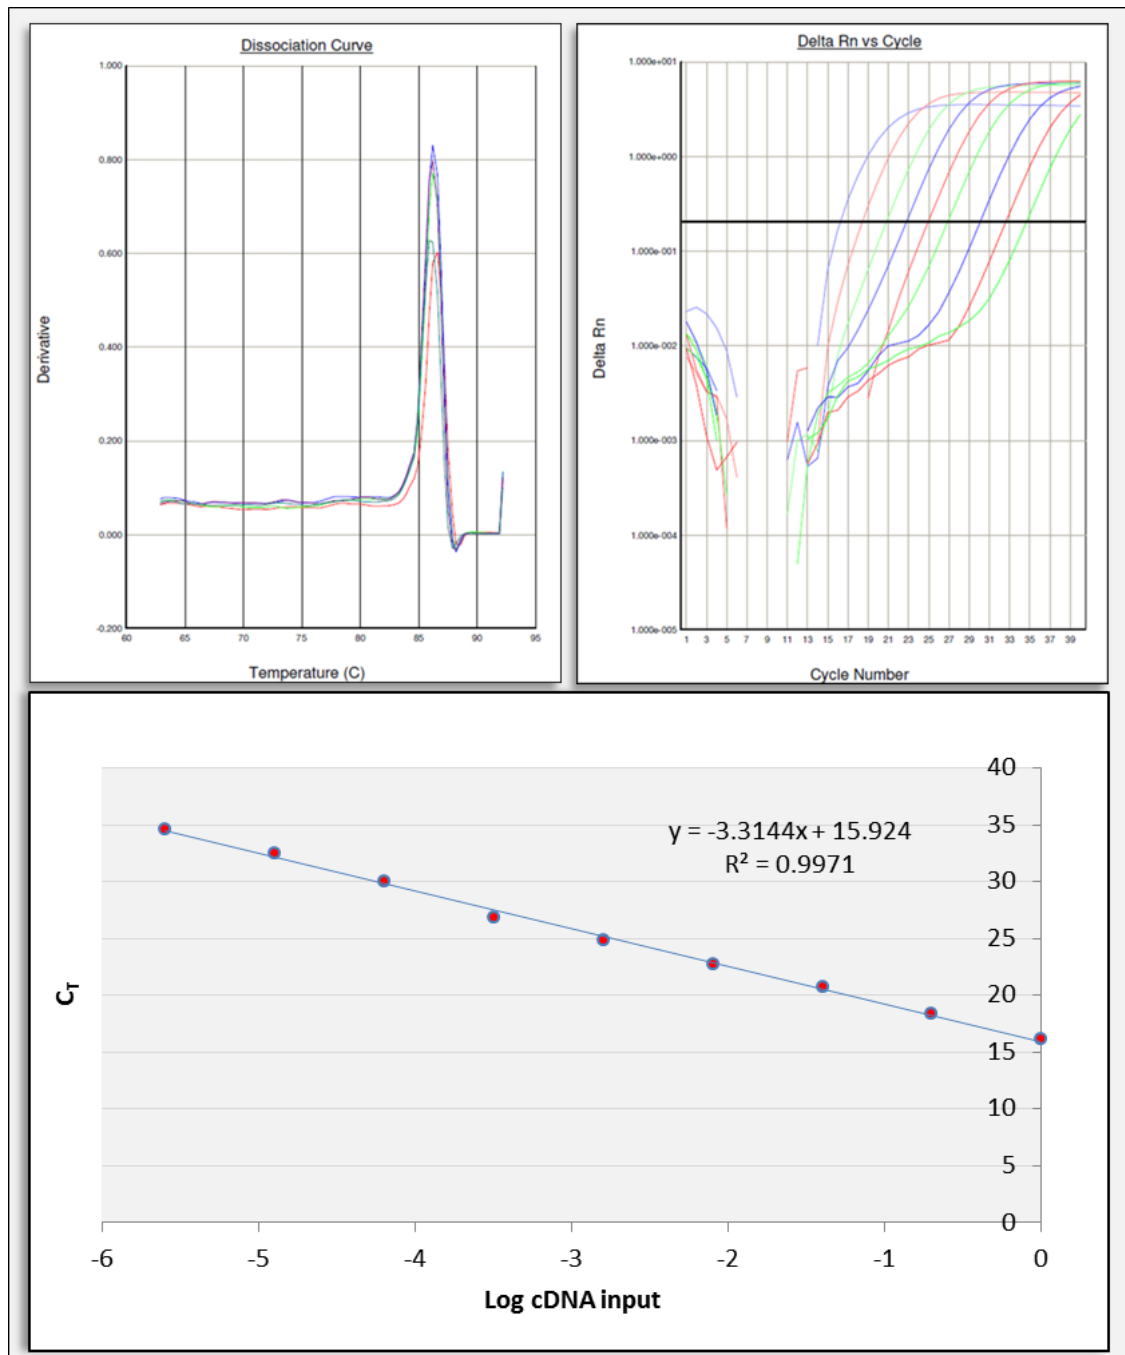 Dissociation Curve
1.000
0.800
0.600
0.400
0.200
0.000
-0.200
Derivative
60 65 70 75 80 85 90 95
Temperature (C)
Delta Rn vs Cycle
1.000e+001
1.000e+000
1.000e-001
1.000e-002
1.000e-003
1.000e-004
1.000e-005
Delta Rn
1 3 5 7 9 11 13 15 17 19 21 23 25 27 29 31 33 35 37 39
Cycle Number
40
35
30
25
20
15
10
5
0
y = -3.3144x + 15.924
R² = 0.9971
CT
-6 -5 -4 -3 -2 -1 0
Log cDNA input